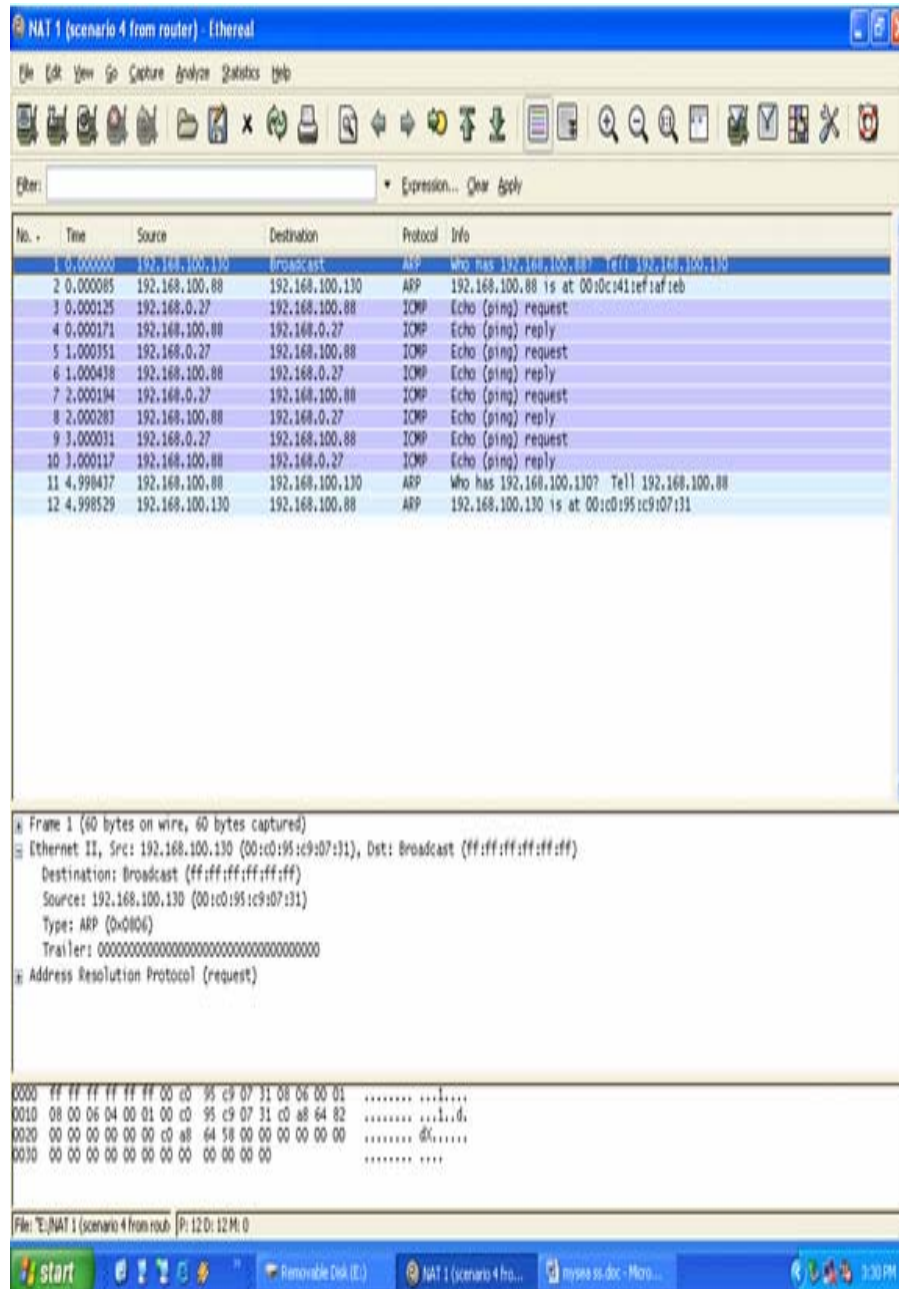 NAT 1 (scenario 4 from router) - Ethereal
File Edit View Go Capture Analyze Statistics Help
Filter: Expression... Clear Apply
No. Time Source Destination Protocol Info
1 0.000000 192.168.100.130 Broadcast ARP Who has 192.168.100.88? Tell 192.168.100.130
2 0.000085 192.168.100.88 192.168.100.130 ARP 192.168.100.88 is at 00:0c:41:ef:af:eb
3 0.000125 192.168.0.27 192.168.100.88 ICMP Echo (ping) request
4 0.000171 192.168.100.88 192.168.0.27 ICMP Echo (ping) reply
5 1.000351 192.168.0.27 192.168.100.88 ICMP Echo (ping) request
6 1.000438 192.168.100.88 192.168.0.27 ICMP Echo (ping) reply
7 2.000194 192.168.0.27 192.168.100.88 ICMP Echo (ping) request
8 2.000283 192.168.100.88 192.168.0.27 ICMP Echo (ping) reply
9 3.000031 192.168.0.27 192.168.100.88 ICMP Echo (ping) request
10 3.000117 192.168.100.88 192.168.0.27 ICMP Echo (ping) reply
11 4.998437 192.168.100.88 192.168.100.130 ARP Who has 192.168.100.130? Tell 192.168.100.88
12 4.998529 192.168.100.130 192.168.100.88 ARP 192.168.100.130 is at 00:c0:95:c9:07:31
Frame 1 (60 bytes on wire, 60 bytes captured)
Ethernet II, Src: 192.168.100.130 (00:c0:95:c9:07:31), Dst: Broadcast (ff:ff:ff:ff:ff:ff)
Destination: Broadcast (ff:ff:ff:ff:ff:ff)
Source: 192.168.100.130 (00:c0:95:c9:07:31)
Type: ARP (0x0806)
Trailer: 000000000000000000000000000000000000
Address Resolution Protocol (request)
0000 ff ff ff ff ff ff 00 c0 95 c9 07 31 08 06 00 01 ........ ...1....
0010 08 00 06 04 00 01 00 c0 95 c9 07 31 c0 a8 64 82 ........ ...1..d.
0020 00 00 00 00 00 00 c0 a8 64 58 00 00 00 00 00 00 ........ dX......
0030 00 00 00 00 00 00 00 00 00 00 00 00 ........ ....
File: "E:/NAT 1 (scenario 4 from routi P: 12 D: 12 M: 0
start Removable Disk (E:) NAT 1 (scenario 4 fro... mysea ss.doc - Micro... 3:30 PM